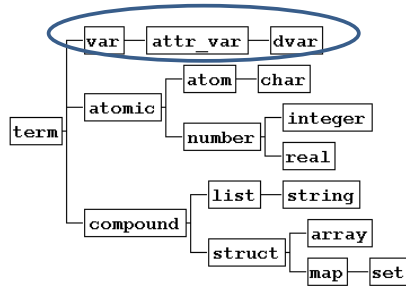 var attr_var dvar
atom char
atomic
integer
number
term
real
list string
compound
array
struct
map set